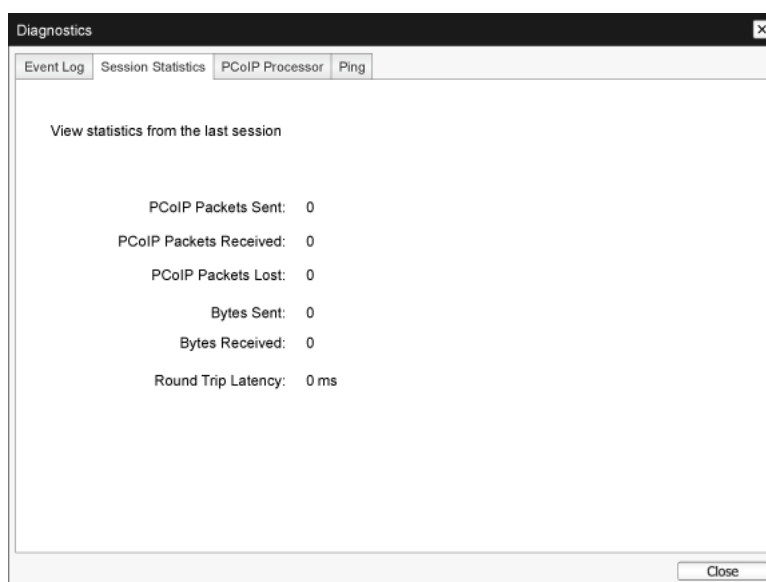 Diagnostics
Event Log Session Statistics PCoIP Processor Ping
View statistics from the last session
PCoIP Packets Sent: 0
PCoIP Packets Received: 0
PCoIP Packets Lost: 0
Bytes Sent: 0
Bytes Received: 0
Round Trip Latency: 0 ms
Close